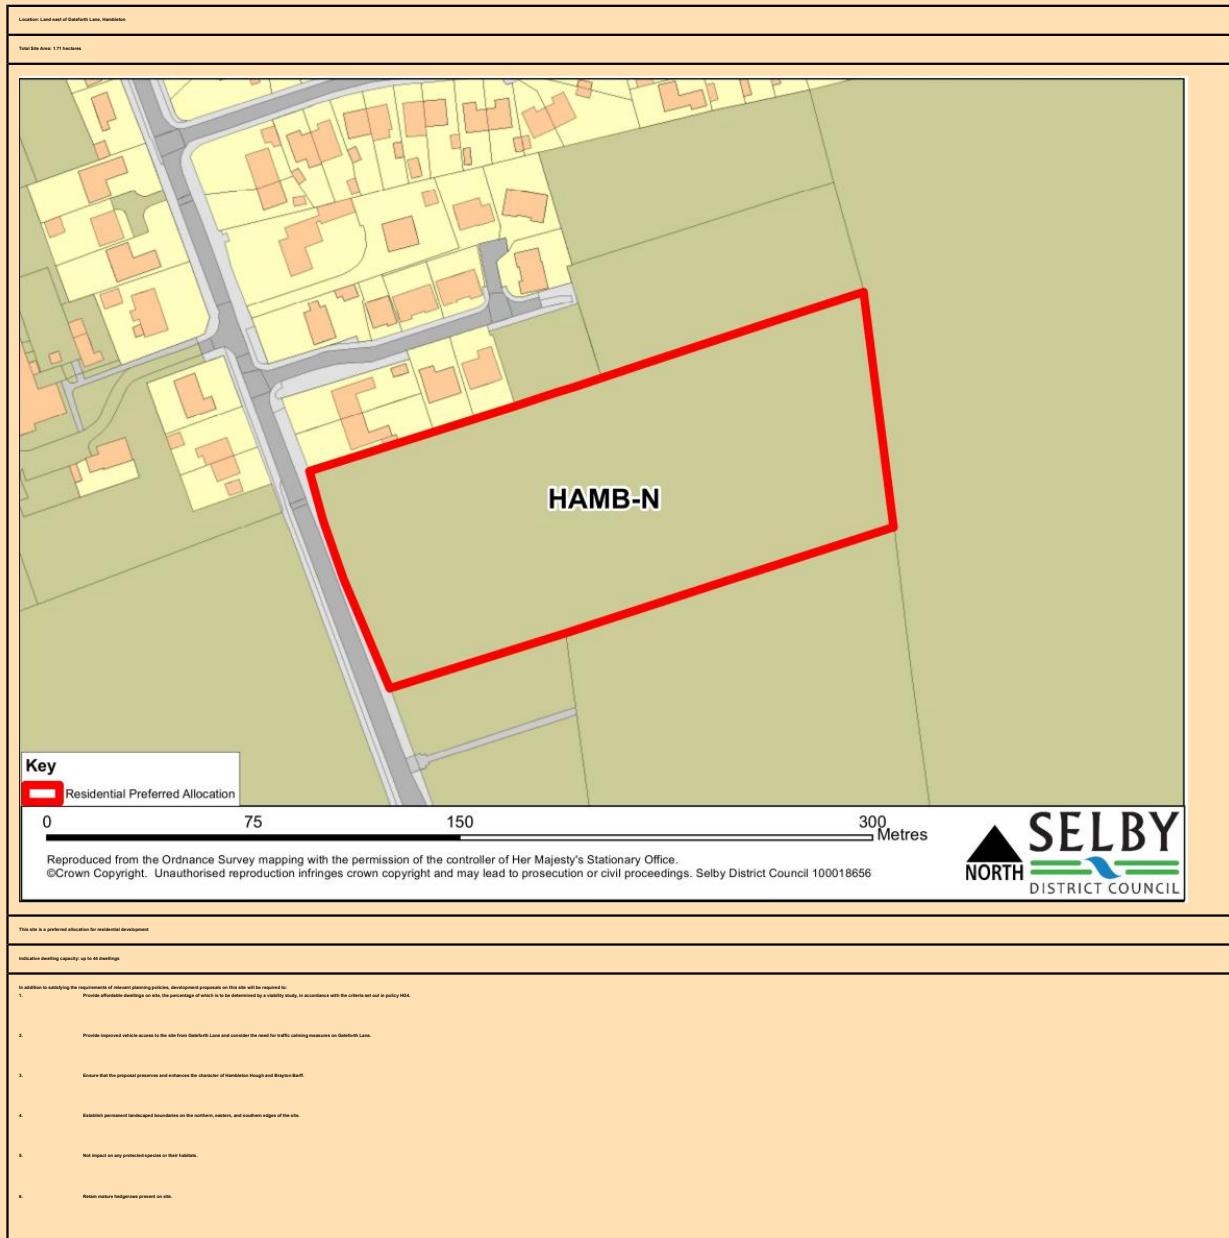 Location: Land east of Gateforth Lane, Hambleton
Total Site Area: 1.71 hectares
HAMB-N
Key
Residential Preferred Allocation
0 75 150 300
Metres
Reproduced from the Ordnance Survey mapping with the permission of the controller of Her Majesty's Stationary Office.
©Crown Copyright. Unauthorised reproduction infringes crown copyright and may lead to prosecution or civil proceedings. Selby District Council 100018656
NORTH
SELBY
DISTRICT COUNCIL
This site is a preferred allocation for residential development
Indicative dwelling capacity: up to 44 dwellings
In addition to satisfying the requirements of relevant planning policies, development proposals on this site will be required to:
1. Provide affordable dwellings on site, the percentage of which is to be determined by a viability study, in accordance with the criteria set out in policy HG4.
2. Provide improved vehicle access to the site from Gateforth Lane and consider the need for traffic calming measures on Gateforth Lane.
3. Ensure that the proposal preserves and enhances the character of Hambleton Hough and Brayton Barff.
4. Establish permanent landscaped boundaries on the northern, eastern, and southern edges of the site.
5. Not impact on any protected species or their habitats.
6. Retain mature hedgerows present on site.